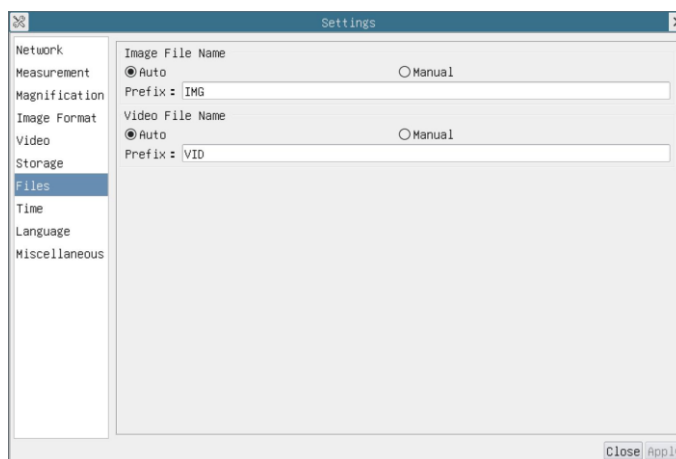 Settings
Network
Measurement
Magnification
Image Format
Video
Storage
Files
Time
Language
Miscellaneous
Image File Name
Auto
Manual
Prefix: IMG
Video File Name
Auto
Manual
Prefix: VID
Close